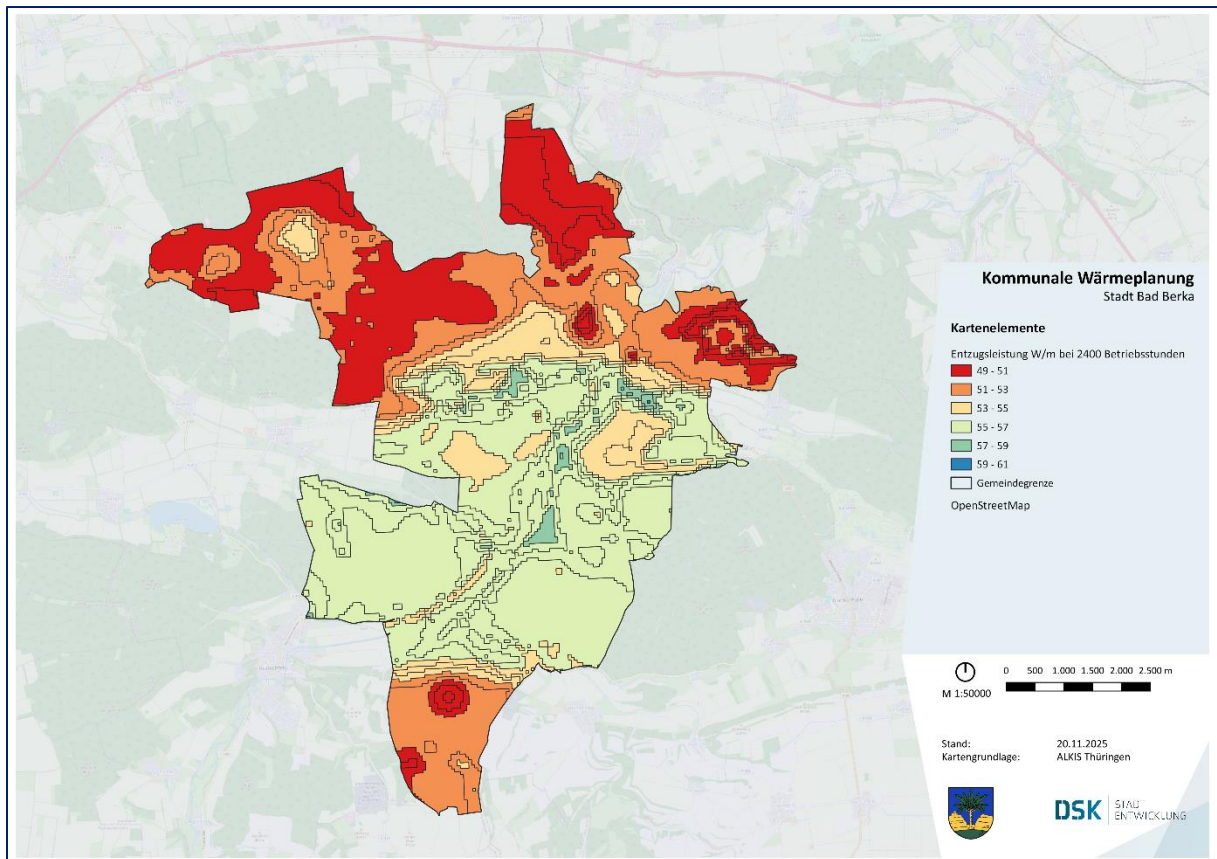 Kommunale Wärmeplanung
Stadt Bad Berka
Kartenelemente
Entzugsleistung W/m bei 2400 Betriebsstunden
49 - 51
51 - 53
53 - 55
55 - 57
57 - 59
59 - 61
Gemeindegrenze
OpenStreetMap
0 500 1.000 1.500 2.000 2.500 m
M 1:50000
Stand: 20.11.2025
Kartengrundlage: ALKIS Thüringen
DSK STADT
ENTWICKLUNG